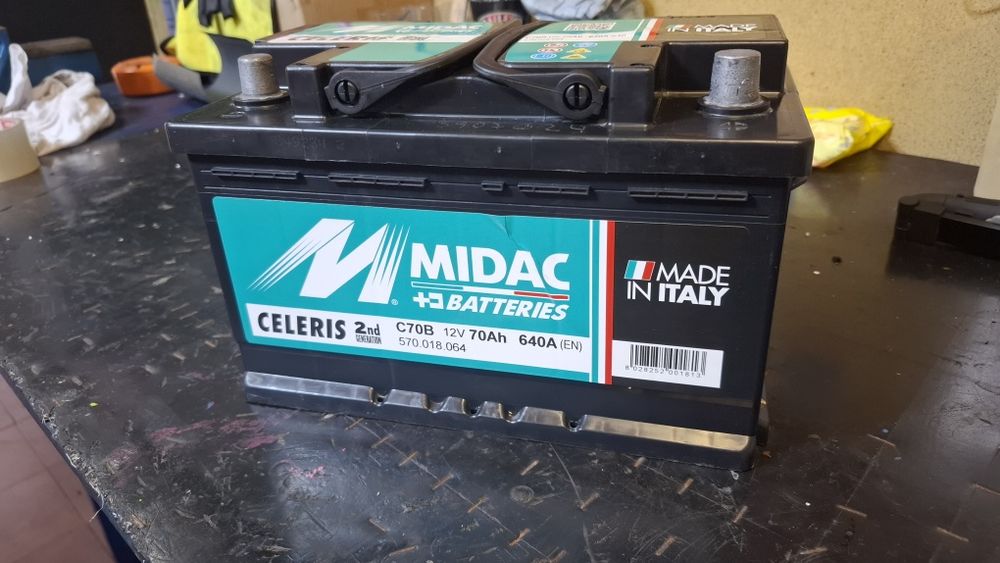 MADE
IN ITALY
MIDAC
BATTERIES
MADE
IN ITALY
CELERIS 2nd
GENERATION
C70B 12V 70Ah 640A (EN)
570.018.064
8 028252 001813